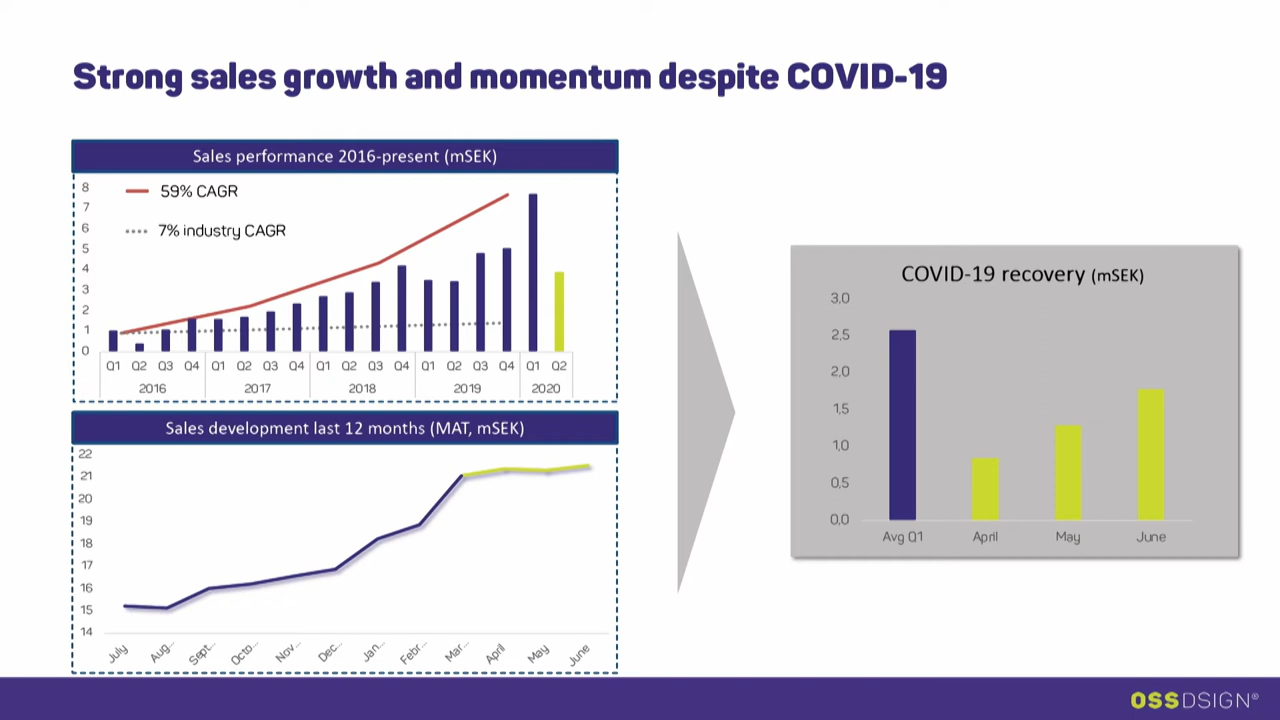 Strong sales growth and momentum despite COVID-19
Sales performance 2016-present (mSEK)
8
7
6
5
4
3
2
1
0
59% CAGR
7% industry CAGR
Q1 Q2 Q3 Q4 Q1 Q2 Q3 Q4 Q1 Q2 Q3 Q4 Q1 Q2 Q3 Q4 Q1 Q2
2016 2017 2018 2019 2020
Sales development last 12 months (MAT, mSEK)
22
21
20
19
18
17
16
15
14
July Aug... Sept... Octo... Nov... Dec... Jan... Febr... Mar... April May June
COVID-19 recovery (mSEK)
3,0
2,5
2,0
1,5
1,0
0,5
0,0
Avg Q1 April May June
OSSDSIGN®